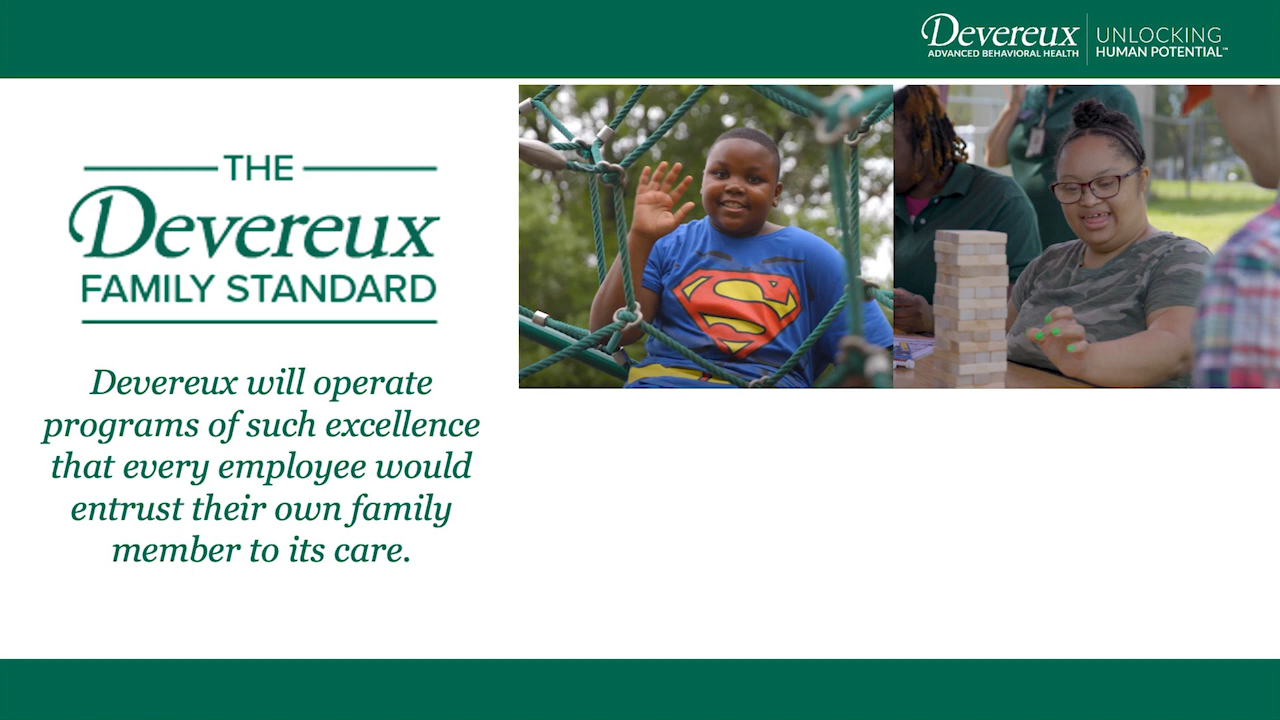 Devereux
ADVANCED BEHAVIORAL HEALTH
UNLOCKING
HUMAN POTENTIAL™
THE
Devereux
FAMILY STANDARD
Devereux will operate
programs of such excellence
that every employee would
entrust their own family
member to its care.